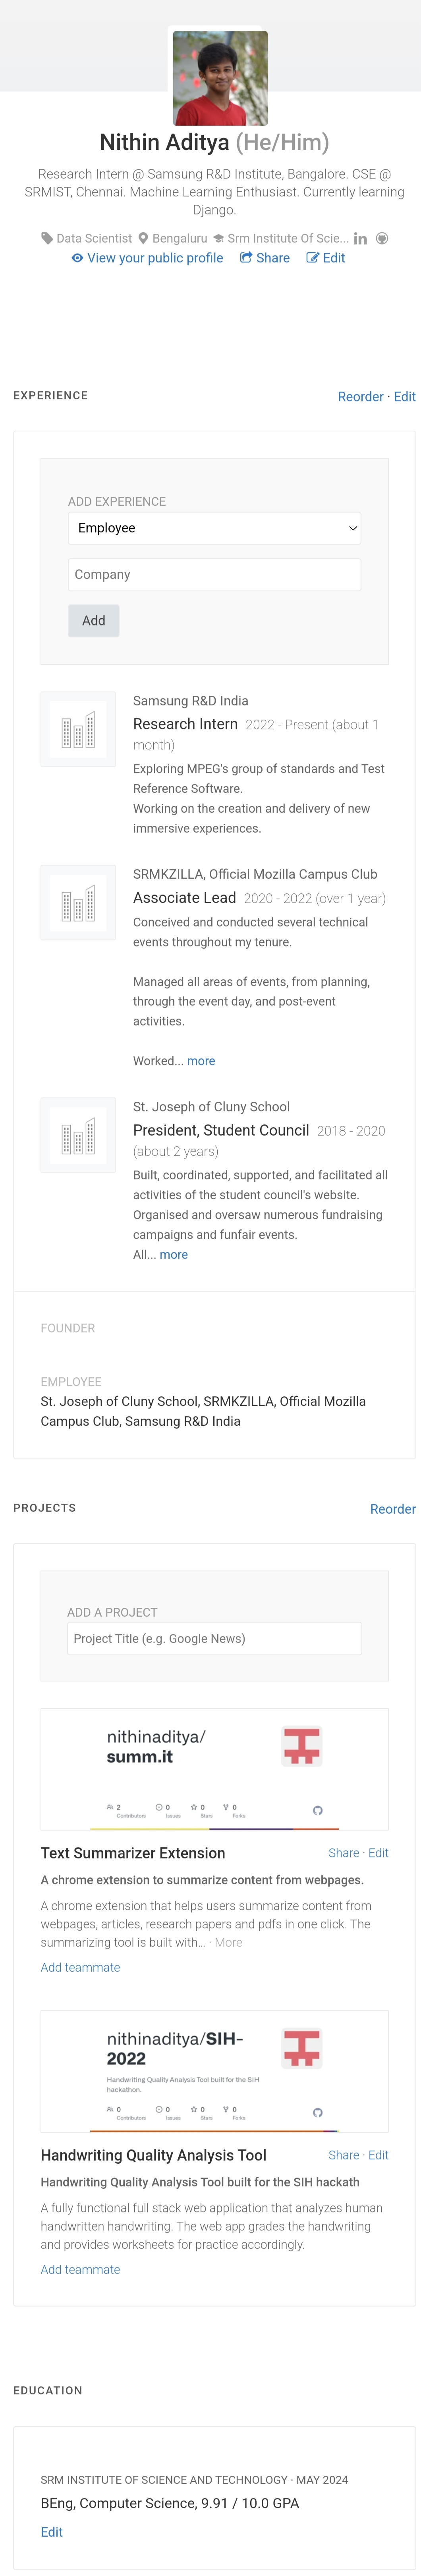 Nithin Aditya (He/Him)
Research Intern @ Samsung R&D Institute, Bangalore. CSE @
SRMIST, Chennai. Machine Learning Enthusiast. Currently learning
Django.
Data Scientist Bengaluru Srm Institute Of Scie...
View your public profile Share Edit
EXPERIENCE
Reorder · Edit
ADD EXPERIENCE
Employee
Company
Add
Samsung R&D India
Research Intern 2022 - Present (about 1
month)
Exploring MPEG's group of standards and Test
Reference Software.
Working on the creation and delivery of new
immersive experiences.
SRMKZILLA, Official Mozilla Campus Club
Associate Lead 2020 - 2022 (over 1 year)
Conceived and conducted several technical
events throughout my tenure.
Managed all areas of events, from planning,
through the event day, and post-event
activities.
Worked... more
St. Joseph of Cluny School
President, Student Council 2018 - 2020
(about 2 years)
Built, coordinated, supported, and facilitated all
activities of the student council's website.
Organised and oversaw numerous fundraising
campaigns and funfair events.
All... more
FOUNDER
EMPLOYEE
St. Joseph of Cluny School, SRMKZILLA, Official Mozilla
Campus Club, Samsung R&D India
PROJECTS
Reorder
ADD A PROJECT
Project Title (e.g. Google News)
nithinaditya/
summ.it
2 0 0 0
Contributors Issues Stars Forks
Text Summarizer Extension
Share · Edit
A chrome extension to summarize content from webpages.
A chrome extension that helps users summarize content from
webpages, articles, research papers and pdfs in one click. The
summarizing tool is built with... · More
Add teammate
nithinaditya/SIH-
2022
Handwriting Quality Analysis Tool built for the SIH
hackathon.
0 0 0 0
Contributors Issues Stars Forks
Handwriting Quality Analysis Tool
Share · Edit
Handwriting Quality Analysis Tool built for the SIH hackath
A fully functional full stack web application that analyzes human
handwritten handwriting. The web app grades the handwriting
and provides worksheets for practice accordingly.
Add teammate
EDUCATION
SRM INSTITUTE OF SCIENCE AND TECHNOLOGY · MAY 2024
BEng, Computer Science, 9.91 / 10.0 GPA
Edit